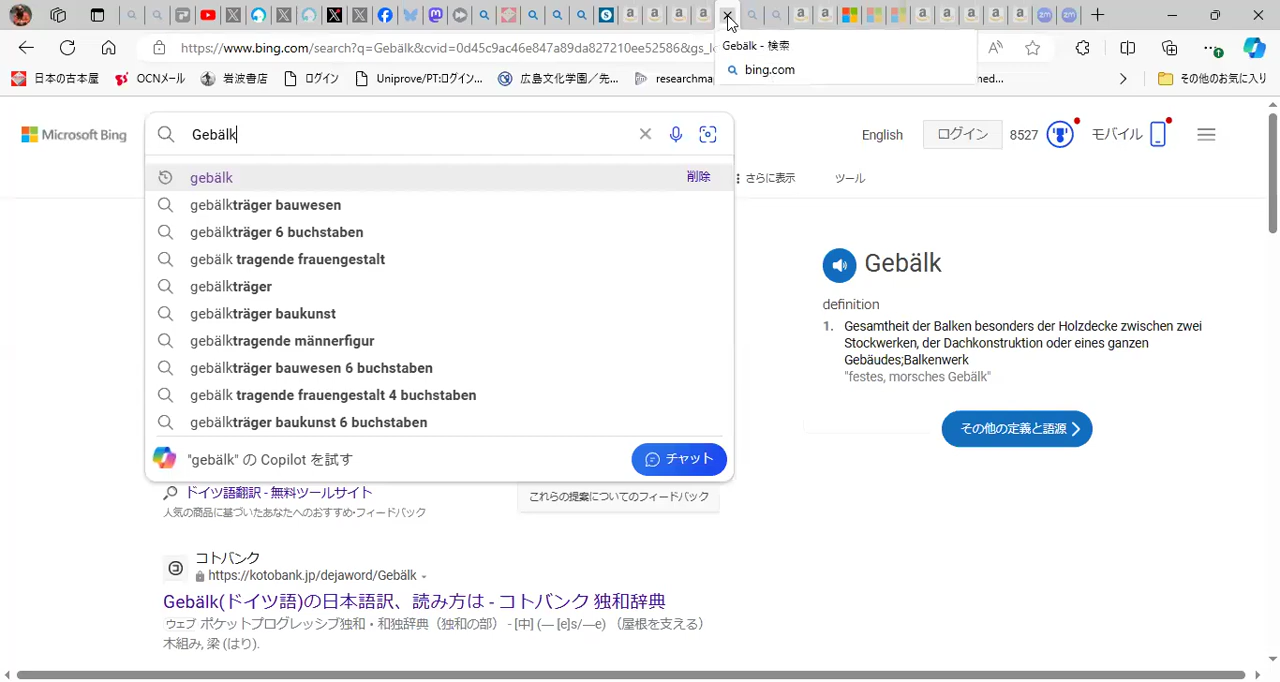 https://www.bing.com/search?q=Gebälk&cvid=0d45c9ac46e847a89da827210ee52586&gs_lc
Gebälk - 検索
bing.com
日本の古本屋
OCNメール
岩波書店
ログイン
Uniprove/PT:ログイン...
広島文化学園／先...
researchma
ned...
その他のお気に入り
Microsoft Bing
Gebälk
English
ログイン
8527
モバイル
gebälk
削除
さらに表示
ツール
gebälkträger bauwesen
gebälkträger 6 buchstaben
gebälk tragende frauengestalt
gebälkträger
gebälkträger baukunst
gebälktragende männerfigur
gebälkträger bauwesen 6 buchstaben
gebälk tragende frauengestalt 4 buchstaben
gebälkträger baukunst 6 buchstaben
"gebälk" の Copilot を試す
チャット
Gebälk
definition
1. Gesamtheit der Balken besonders der Holzdecke zwischen zwei
Stockwerken, der Dachkonstruktion oder eines ganzen
Gebäudes;Balkenwerk
"festes, morsches Gebälk"
その他の定義と語源
ドイツ語翻訳 - 無料ツールサイト
人気の商品に基づいたあなたへのおすすめ・フィードバック
これらの提案についてのフィードバック
コトバンク
https://kotobank.jp/dejaword/Gebälk
Gebälk(ドイツ語)の日本語訳、読み方は - コトバンク 独和辞典
ウェブ ポケットプログレッシブ独和・和独辞典（独和の部） - [中] (― [e]s/―e) （屋根を支える）
木組み, 梁 (はり).